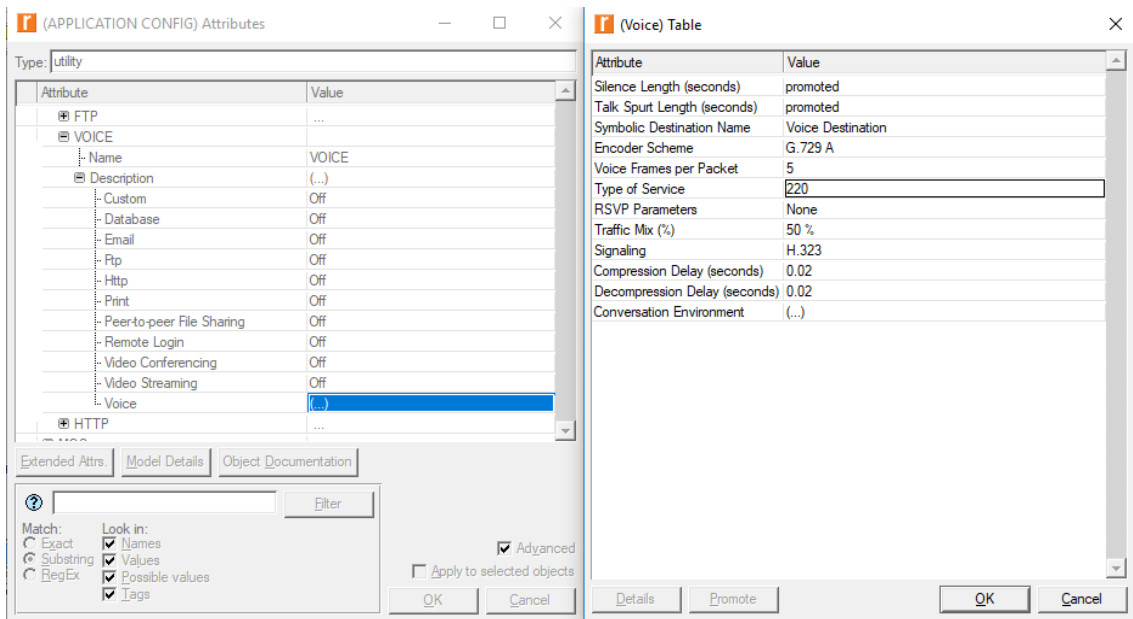 (APPLICATION CONFIG) Attributes
Type: utility
Attribute Value
FTP ...
VOICE
Name VOICE
Description (...)
Custom Off
Database Off
Email Off
Ftp Off
Http Off
Print Off
Peer-to-peer File Sharing Off
Remote Login Off
Video Conferencing Off
Video Streaming Off
Voice (...)
HTTP ...
Extended Attrs. Model Details Object Documentation
Filter
Match: Look in:
Exact Names
Substring Values
RegEx Possible values
Tags
Advanced
Apply to selected objects
OK Cancel
(Voice) Table
Attribute Value
Silence Length (seconds) promoted
Talk Spurt Length (seconds) promoted
Symbolic Destination Name Voice Destination
Encoder Scheme G.729 A
Voice Frames per Packet 5
Type of Service 220
RSVP Parameters None
Traffic Mix (%) 50 %
Signaling H.323
Compression Delay (seconds) 0.02
Decompression Delay (seconds) 0.02
Conversation Environment (...)
Details Promote OK Cancel